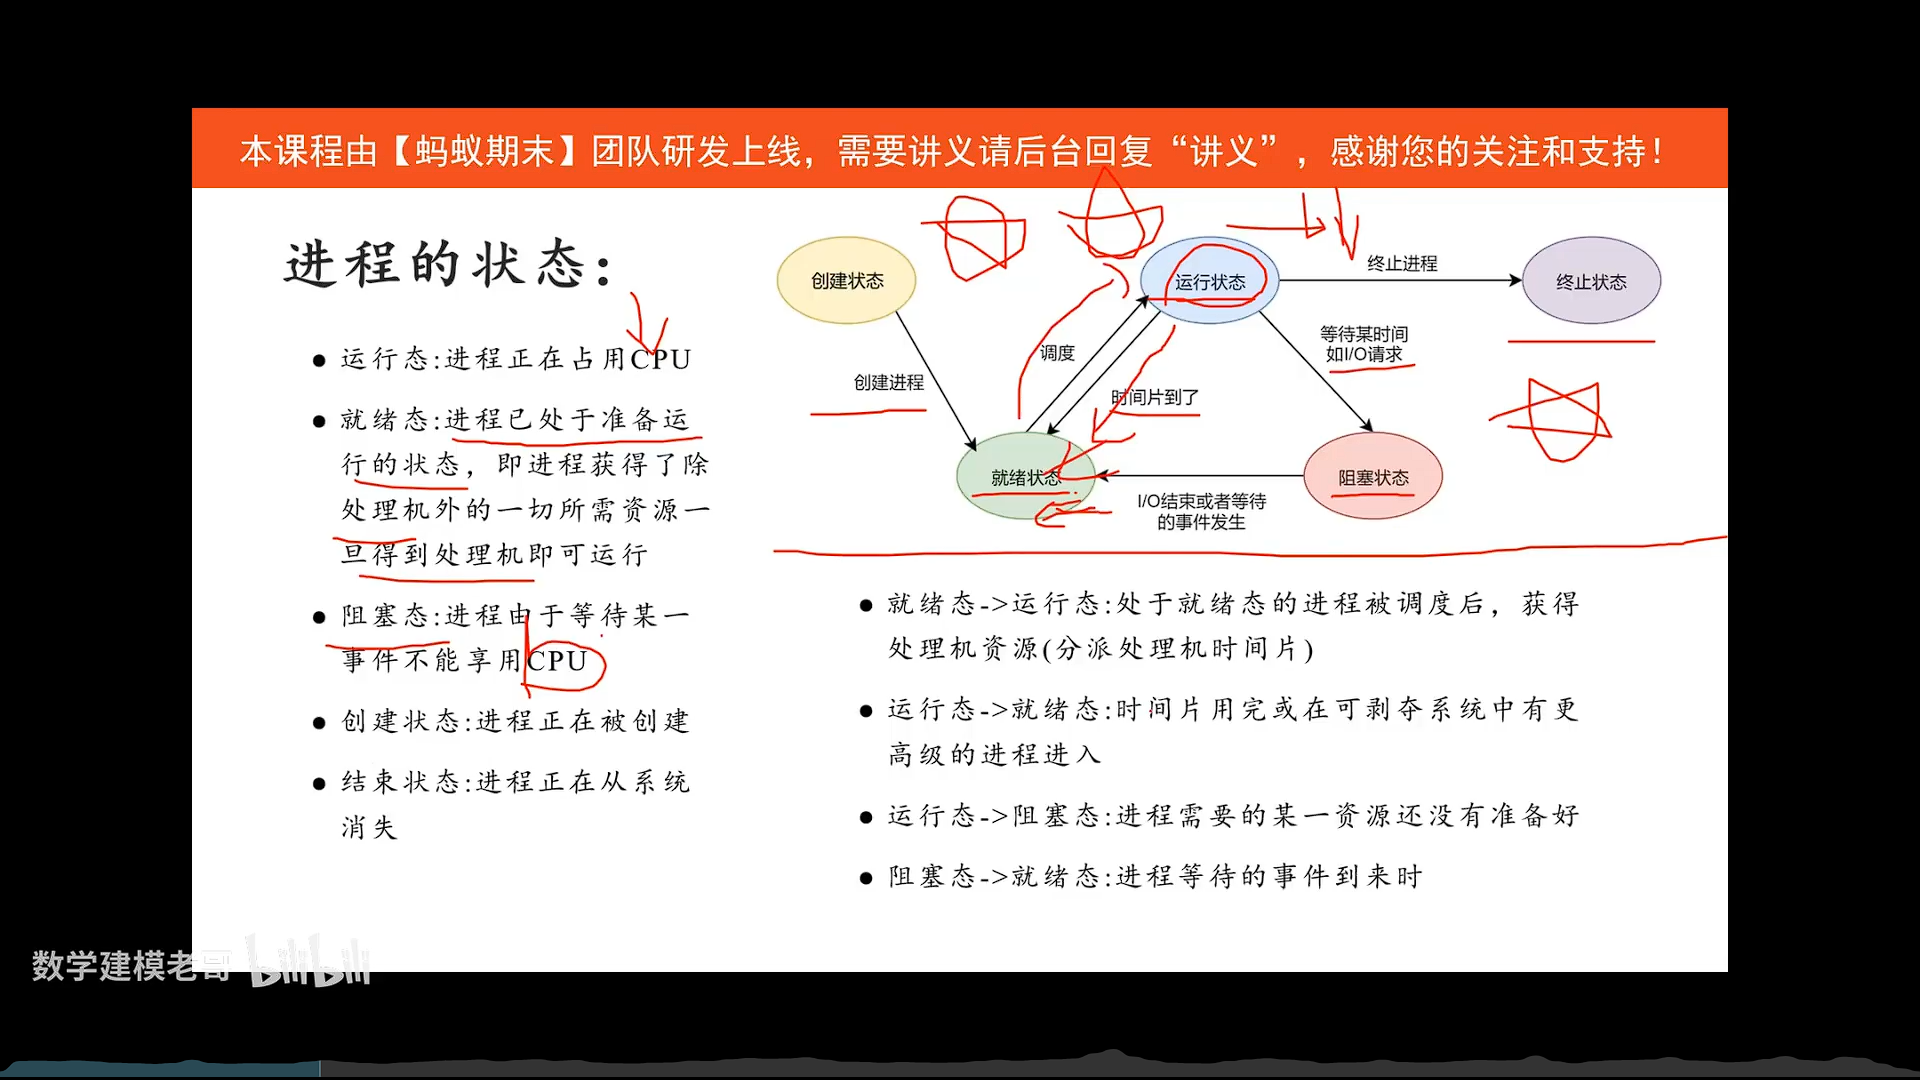 本课程由【蚂蚁期末】团队研发上线，需要讲义请后台回复“讲义”，感谢您的关注和支持！
进程的状态：
运行态:进程正在占用CPU
就绪态:进程已处于准备运
行的状态，即进程获得了除
处理机外的一切所需资源一
旦得到处理机即可运行
阻塞态:进程由于等待某一
事件不能享用CPU
创建状态:进程正在被创建
结束状态:进程正在从系统
消失
创建状态
运行状态
终止进程
终止状态
等待某时间
如I/O请求
调度
创建进程
时间片到了
就绪状态
阻塞状态
I/O结束或者等待
的事件发生
就绪态->运行态:处于就绪态的进程被调度后，获得
处理机资源(分派处理机时间片)
运行态->就绪态:时间片用完或在可剥夺系统中有更
高级的进程进入
运行态->阻塞态:进程需要的某一资源还没有准备好
阻塞态->就绪态:进程等待的事件到来时
数学建模老哥 bilibili